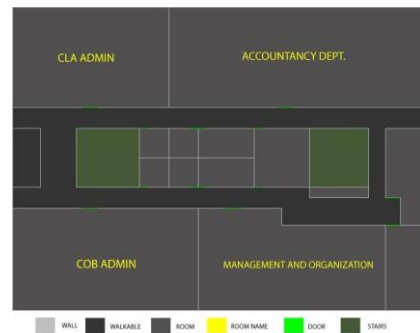 CLA ADMIN
ACCOUNTANCY DEPT.
COB ADMIN
MANAGEMENT AND ORGANIZATION
WALL
WALKABLE
ROOM
ROOM NAME
DOOR
STAIRS